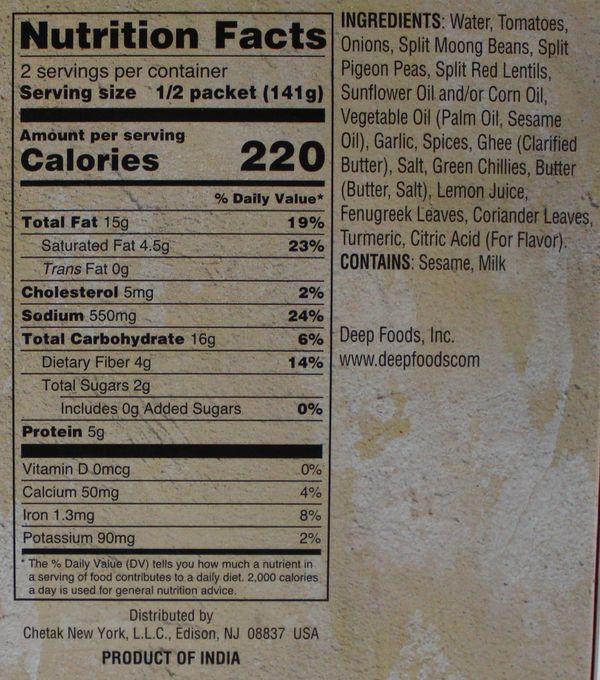 Nutrition Facts
2 servings per container
Serving size 1/2 packet (141g)
Amount per serving
Calories 220
% Daily Value*
Total Fat 15g 19%
Saturated Fat 4.5g 23%
Trans Fat 0g
Cholesterol 5mg 2%
Sodium 550mg 24%
Total Carbohydrate 16g 6%
Dietary Fiber 4g 14%
Total Sugars 2g
Includes 0g Added Sugars 0%
Protein 5g
Vitamin D 0mcg 0%
Calcium 50mg 4%
Iron 1.3mg 8%
Potassium 90mg 2%
* The % Daily Value (DV) tells you how much a nutrient in
a serving of food contributes to a daily diet. 2,000 calories
a day is used for general nutrition advice.
Distributed by
Chetak New York, L.L.C., Edison, NJ 08837 USA
PRODUCT OF INDIA
INGREDIENTS: Water, Tomatoes,
Onions, Split Moong Beans, Split
Pigeon Peas, Split Red Lentils,
Sunflower Oil and/or Corn Oil,
Vegetable Oil (Palm Oil, Sesame
Oil), Garlic, Spices, Ghee (Clarified
Butter), Salt, Green Chillies, Butter
(Butter, Salt), Lemon Juice,
Fenugreek Leaves, Coriander Leaves,
Turmeric, Citric Acid (For Flavor).
CONTAINS: Sesame, Milk
Deep Foods, Inc.
www.deepfoodscom